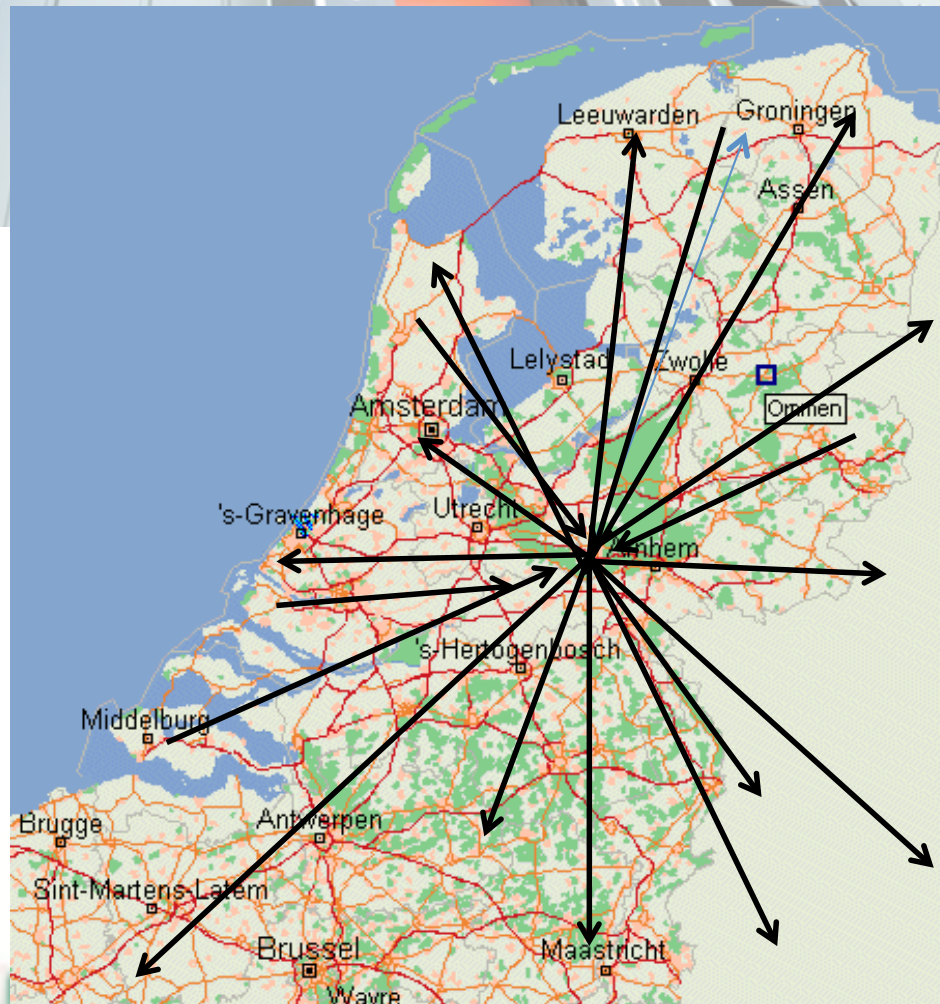 Leeuwarden
Groningen
Assen
Lelystad
Zwolle
Amsterdam
Ommen
's-Gravenhage
Utrecht
Arnhem
's-Hertogenbosch
Middelburg
Brugge
Antwerpen
Sint-Martens-Latem
Brussel
Maastricht
Wavre